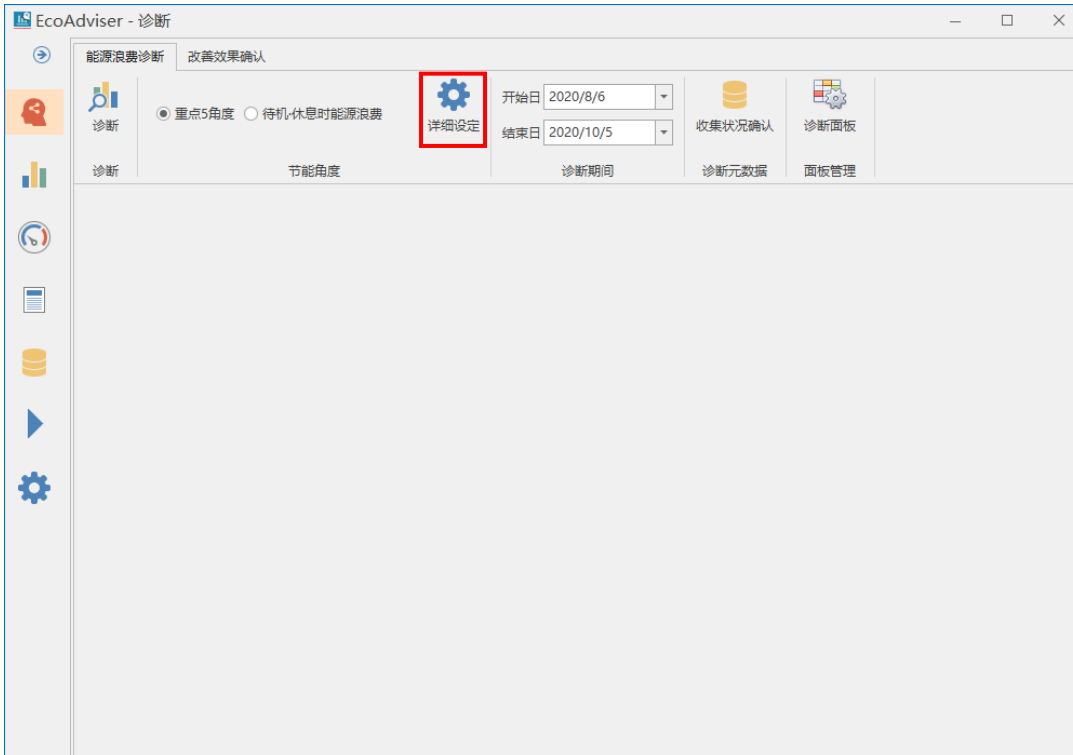 EcoAdviser - 诊断
能源浪费诊断 改善效果确认
诊断
重点5角度 待机·休息时能源浪费
详细设定
开始日 2020/8/6
结束日 2020/10/5
收集状况确认
诊断面板
诊断 节能角度 诊断期间 诊断元数据 面板管理